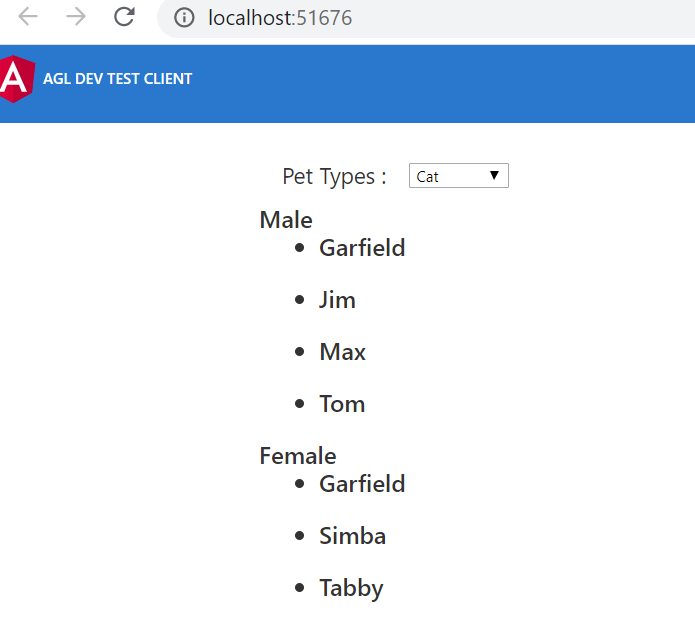 localhost:51676
AGL DEV TEST CLIENT
Pet Types : Cat
Male
Garfield
Jim
Max
Tom
Female
Garfield
Simba
Tabby